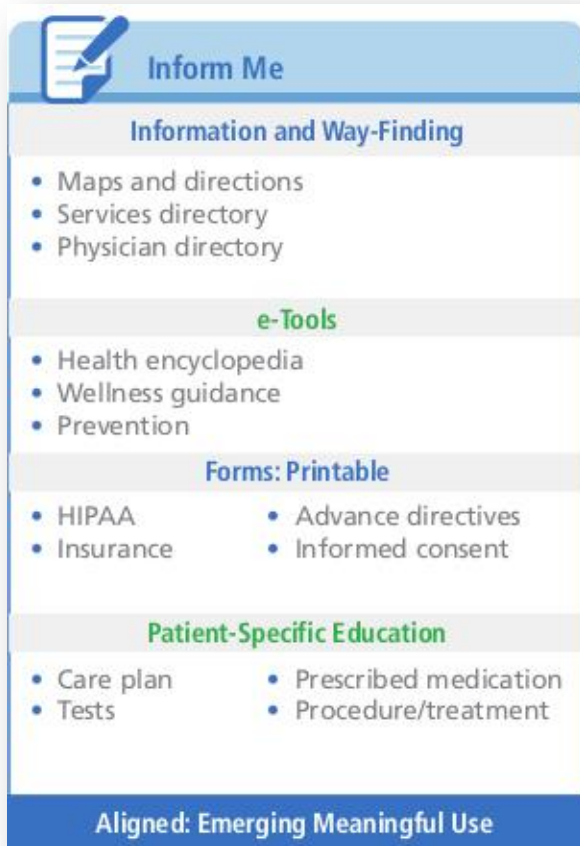 Inform Me
Information and Way-Finding
• Maps and directions
• Services directory
• Physician directory
e-Tools
• Health encyclopedia
• Wellness guidance
• Prevention
Forms: Printable
• HIPAA • Advance directives
• Insurance • Informed consent
Patient-Specific Education
• Care plan • Prescribed medication
• Tests • Procedure/treatment
Aligned: Emerging Meaningful Use